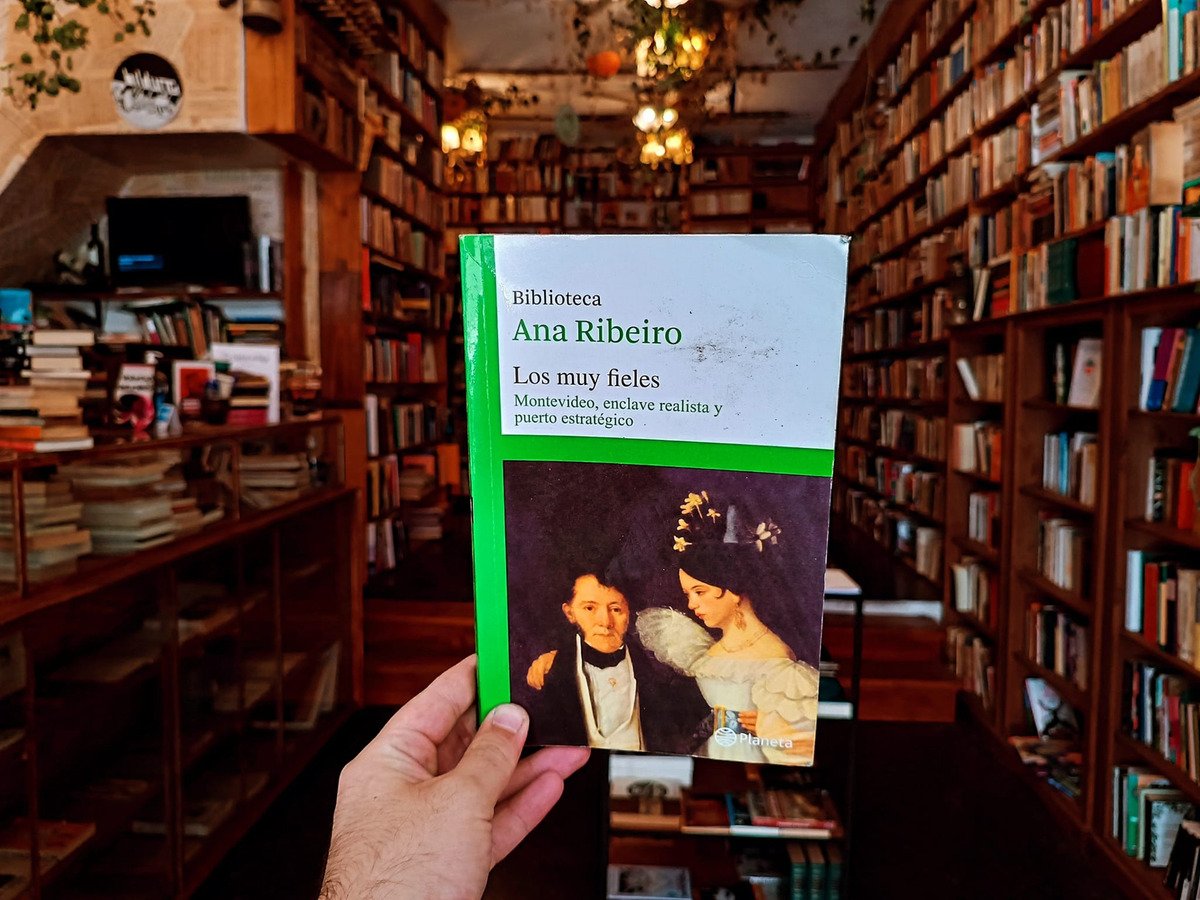 Biblioteca
Ana Ribeiro
Los muy fieles
Montevideo, enclave realista y
puerto estratégico
Planeta